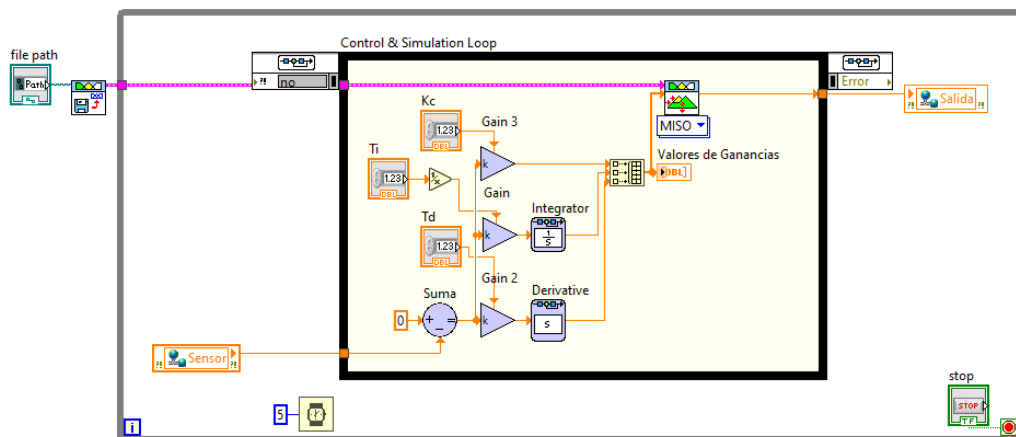 Control & Simulation Loop
file path
Path
?!
no
Error
Salida
?!
?!
MISO
Kc
1.23
DBL
Gain 3
k
Valores de Ganancias
DBL
Ti
1.23
DBL
1/x
Gain
k
Integrator
1/s
Td
1.23
DBL
Gain 2
k
Derivative
s
Suma
0
+
-
=
Sensor
?!
?!
5
i
stop
STOP
TF